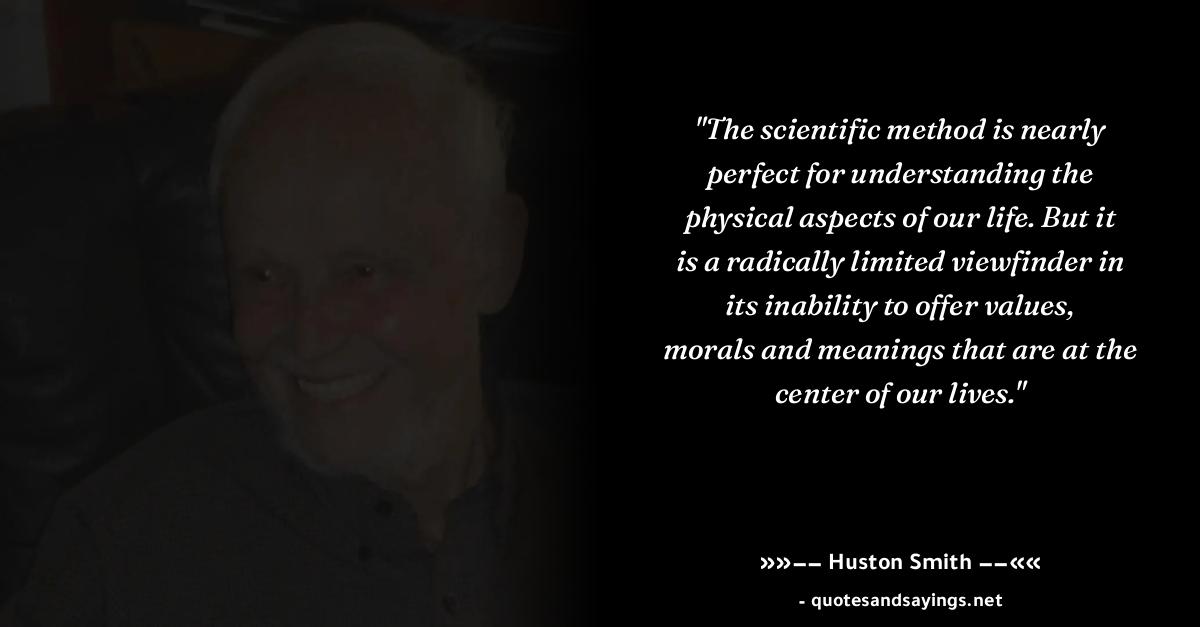 "The scientific method is nearly
perfect for understanding the
physical aspects of our life. But it
is a radically limited viewfinder in
its inability to offer values,
morals and meanings that are at the
center of our lives."
»»−− Huston Smith −−««
- quotesandsayings.net